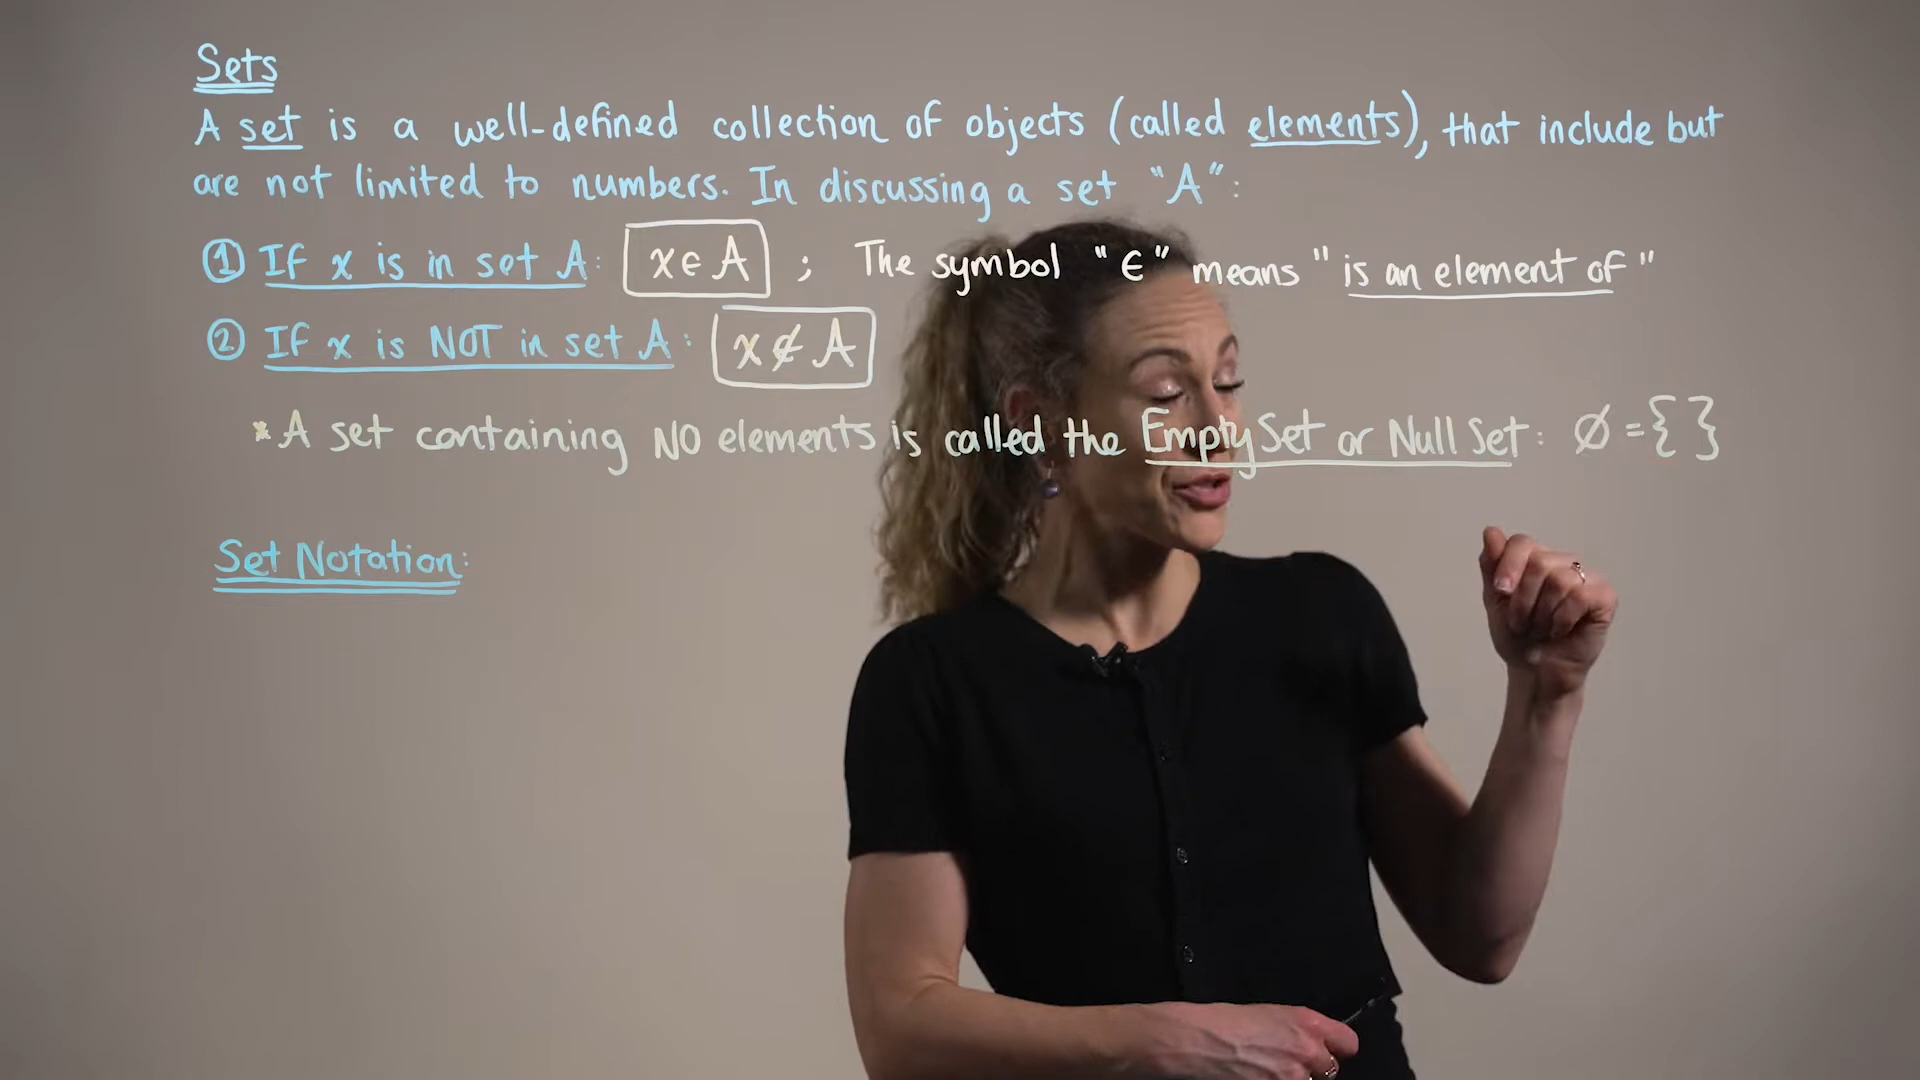 Sets
A set is a well-defined collection of objects (called elements), that include but
are not limited to numbers. In discussing a set "A":
① If x is in set A: x ∈ A ; The symbol "∈" means "is an element of"
② If x is NOT in set A: x ∉ A
* A set containing NO elements is called the Empty Set or Null Set: ∅ = { }
Set Notation: